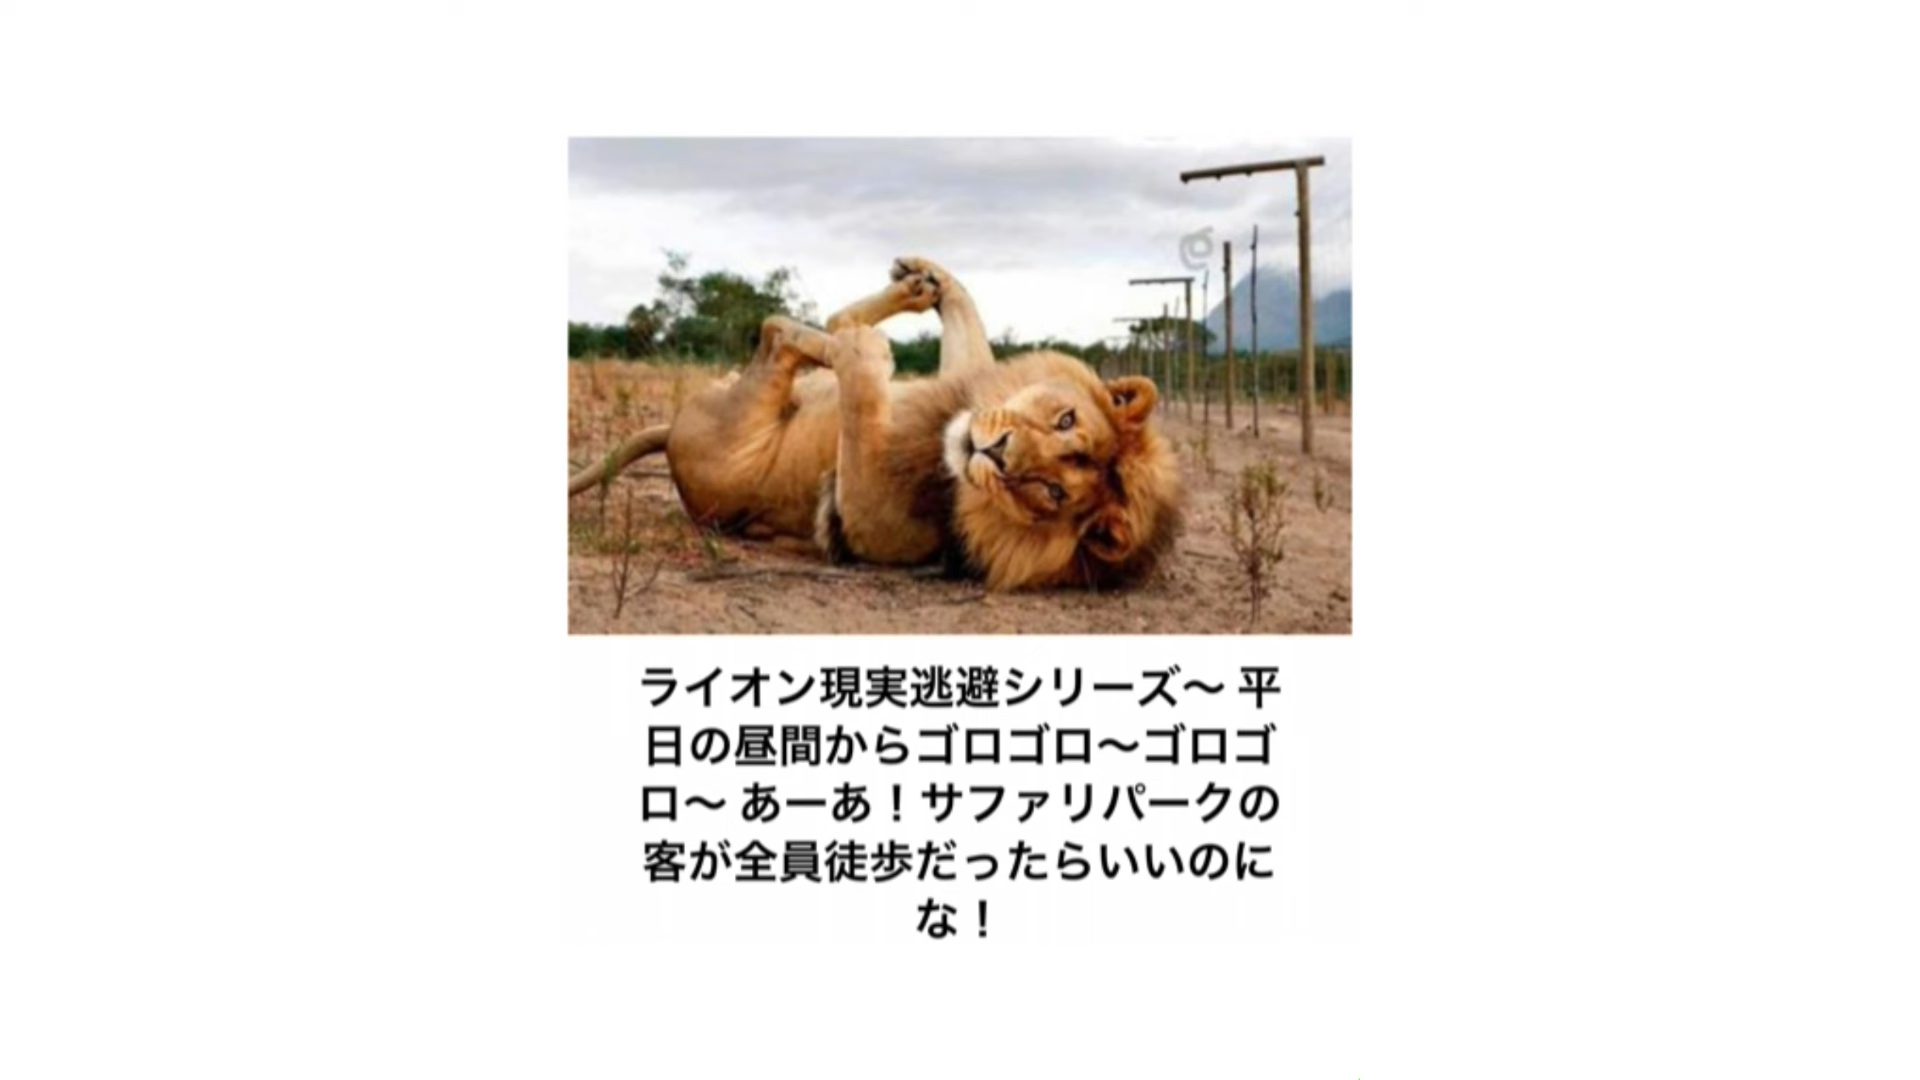 ライオン現実逃避シリーズ〜 平
日の昼間からゴロゴロ〜ゴロゴ
ロ〜 あーあ！サファリパークの
客が全員徒歩だったらいいのに
な！